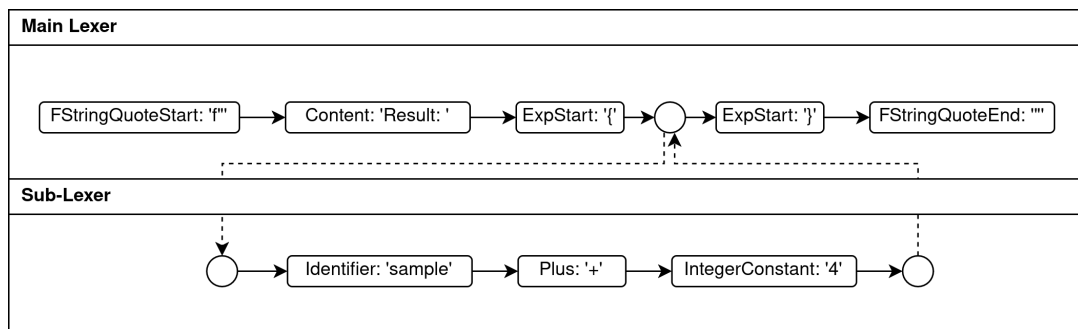 Main Lexer
FStringQuoteStart: 'f"'
Content: 'Result: '
ExpStart: '{'
ExpStart: '}'
FStringQuoteEnd: '"'
Sub-Lexer
Identifier: 'sample'
Plus: '+'
IntegerConstant: '4'